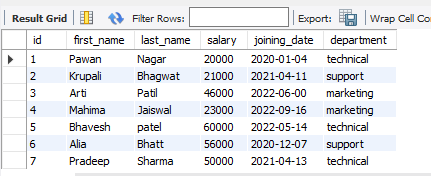 Result Grid Filter Rows: Export: Wrap Cell Co
id first_name last_name salary joining_date department
1 Pawan Nagar 20000 2020-01-04 technical
2 Krupali Bhagwat 21000 2021-04-11 support
3 Arti Patil 46000 2022-06-00 marketing
4 Mahima Jaiswal 23000 2022-09-16 marketing
5 Bhavesh patel 60000 2022-05-14 technical
6 Alia Bhatt 56000 2020-12-07 support
7 Pradeep Sharma 50000 2021-04-13 technical